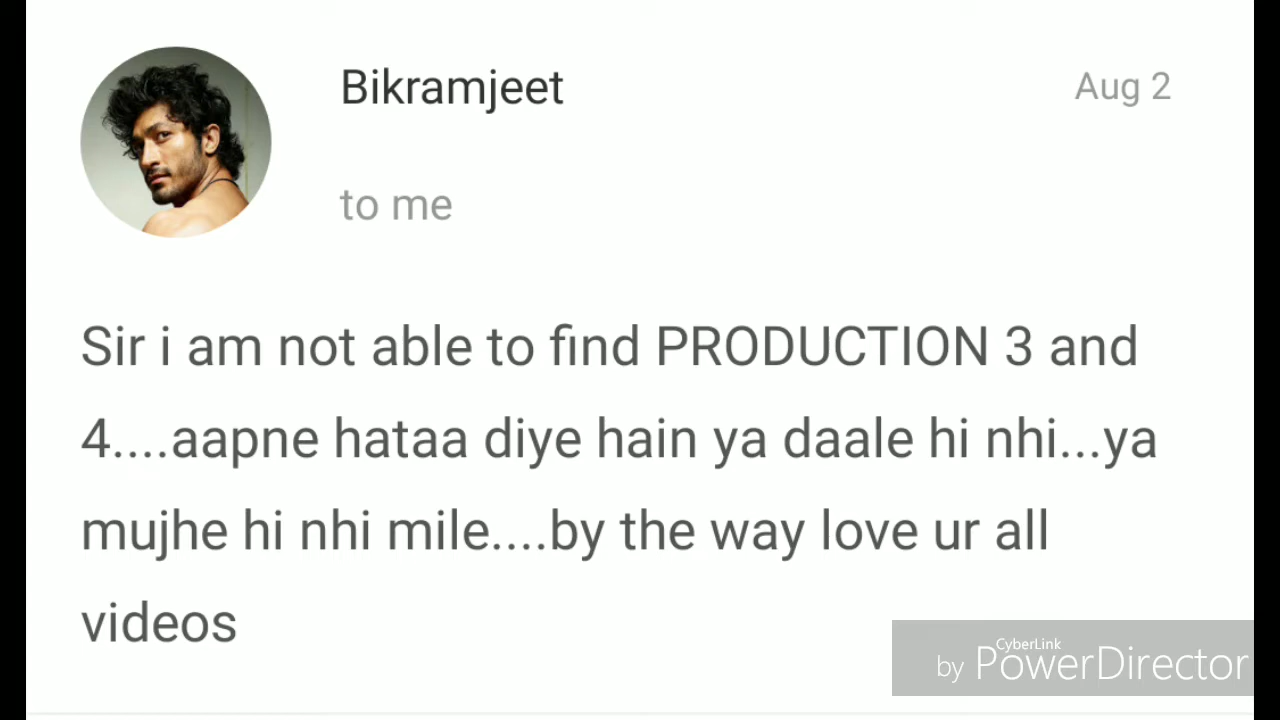 Bikramjeet
Aug 2
to me
Sir i am not able to find PRODUCTION 3 and
4....aapne hataa diye hain ya daale hi nhi...ya
mujhe hi nhi mile....by the way love ur all
videos
CyberLink
by PowerDirector